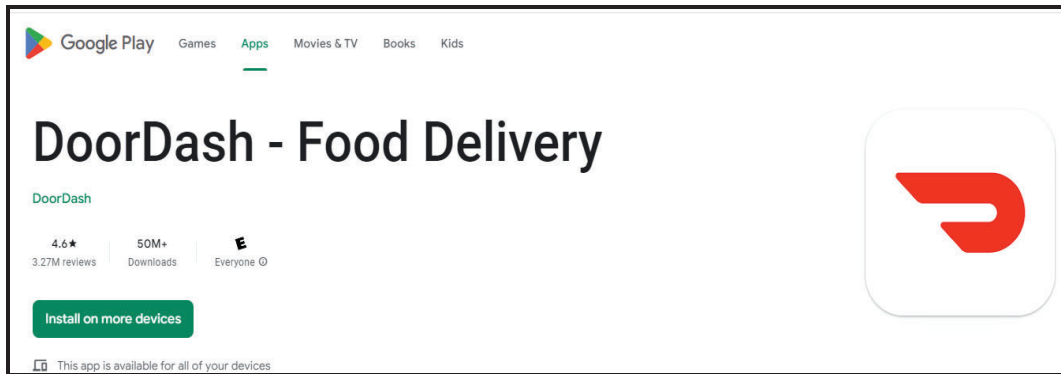 Google Play Games Apps Movies & TV Books Kids
DoorDash - Food Delivery
DoorDash
4.6★ 50M+ E
3.27M reviews Downloads Everyone ⓘ
Install on more devices
This app is available for all of your devices